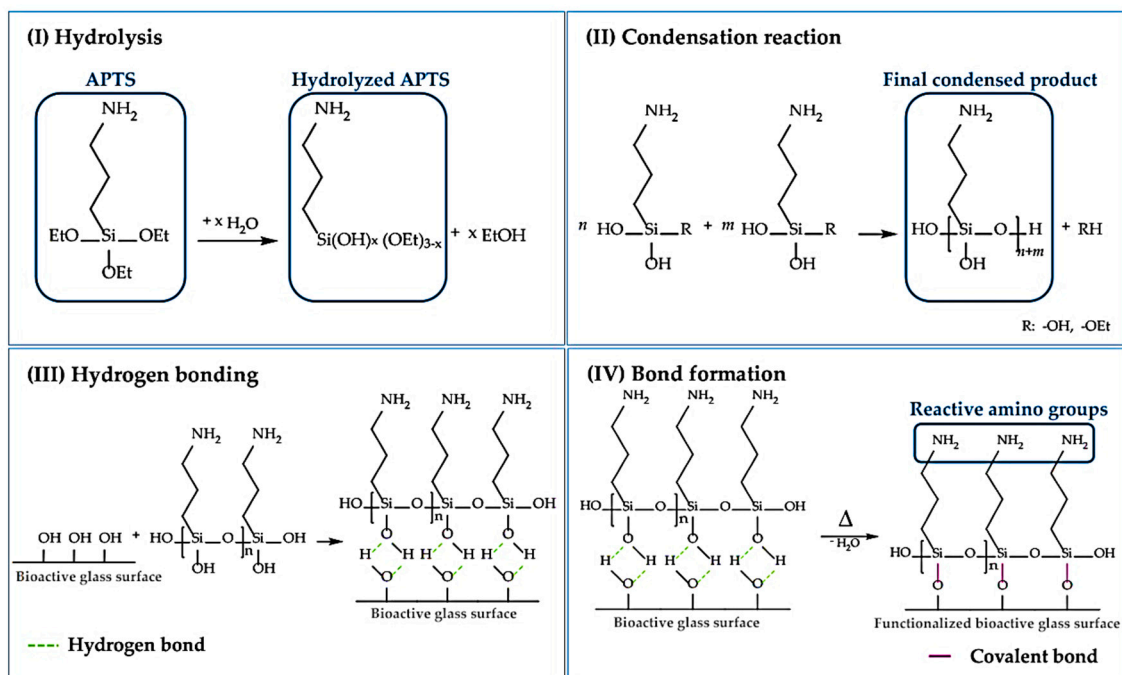 (I) Hydrolysis
APTS
Hydrolyzed APTS
NH₂
NH₂
EtO—Si—OEt
OEt
+ x H₂O
Si(OH)ₓ (OEt)₃₋ₓ
+ x EtOH
(II) Condensation reaction
Final condensed product
NH₂
NH₂
NH₂
n HO—Si—R + m HO—Si—R
OH
OH
HO—[Si—O—]H n+m + RH
OH
R: -OH, -OEt
(III) Hydrogen bonding
NH₂ NH₂ NH₂
NH₂ NH₂
HO—[Si—O—]n Si—O—Si—OH
OH OH OH + HO—[Si—O—]n Si—OH
OH OH
O O O
H H H H H H
O O O
Bioactive glass surface
Bioactive glass surface
Hydrogen bond
(IV) Bond formation
Reactive amino groups
NH₂ NH₂ NH₂
NH₂ NH₂ NH₂
HO—[Si—O—]n Si—O—Si—OH
O O O
H H H H H H
O O O
Bioactive glass surface
Δ
- H₂O
HO—[Si—O—]n Si—O—Si—OH
O O O
Functionalized bioactive glass surface
Covalent bond